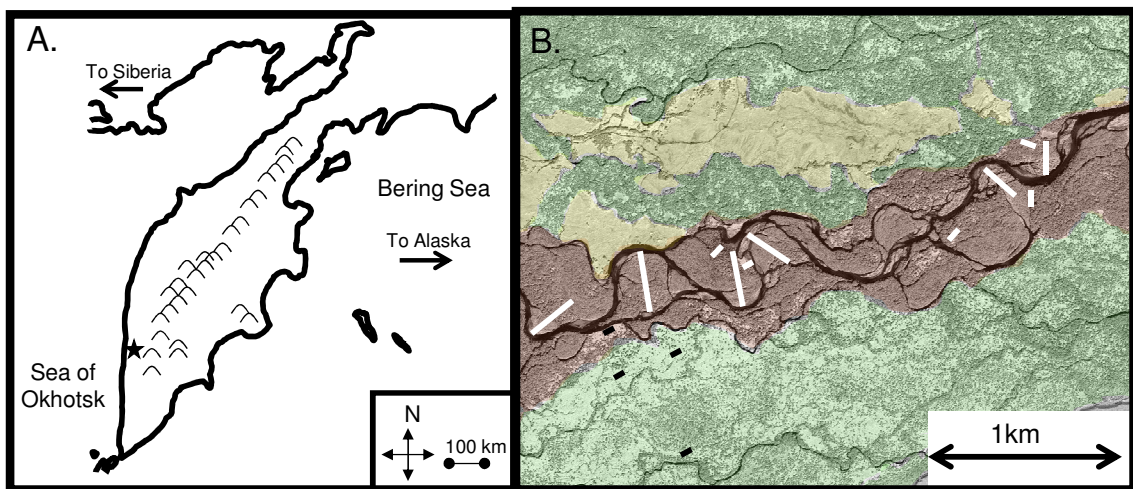 A.
To Siberia
Bering Sea
To Alaska
Sea of
Okhotsk
N
100 km
B.
1km